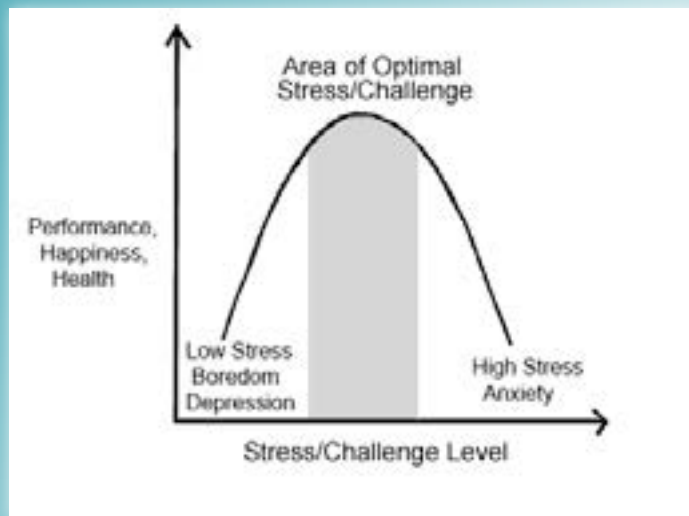 Area of Optimal
Stress/Challenge
Performance,
Happiness,
Health
Low Stress
Boredom
Depression
High Stress
Anxiety
Stress/Challenge Level